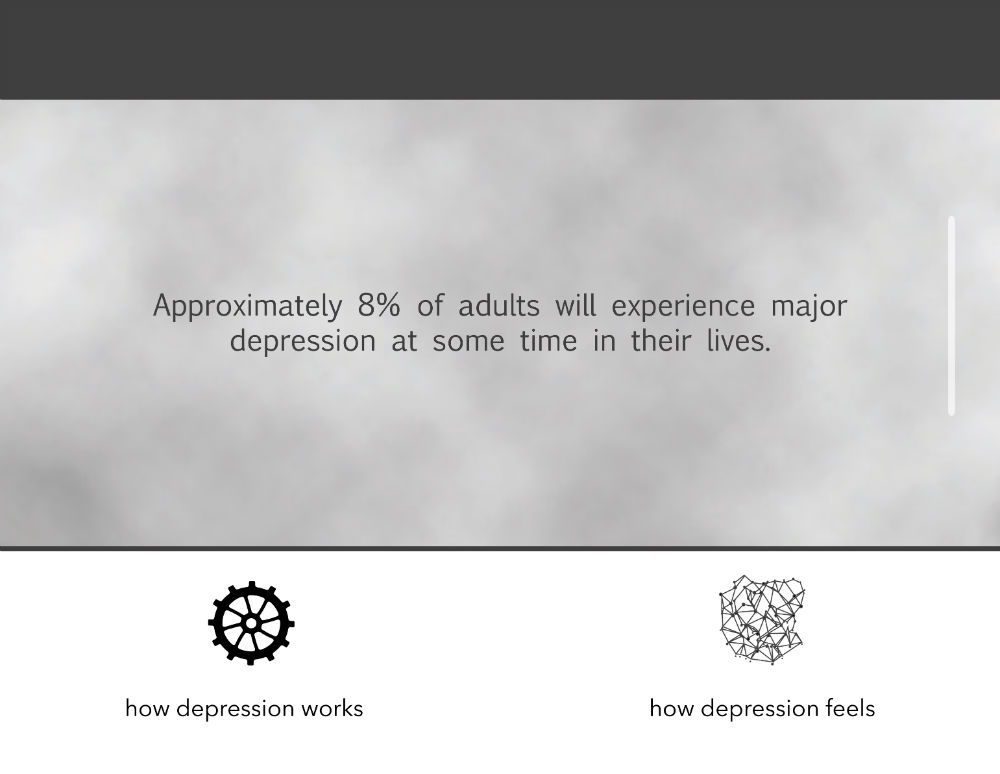 Approximately 8% of adults will experience major
depression at some time in their lives.
how depression works
how depression feels